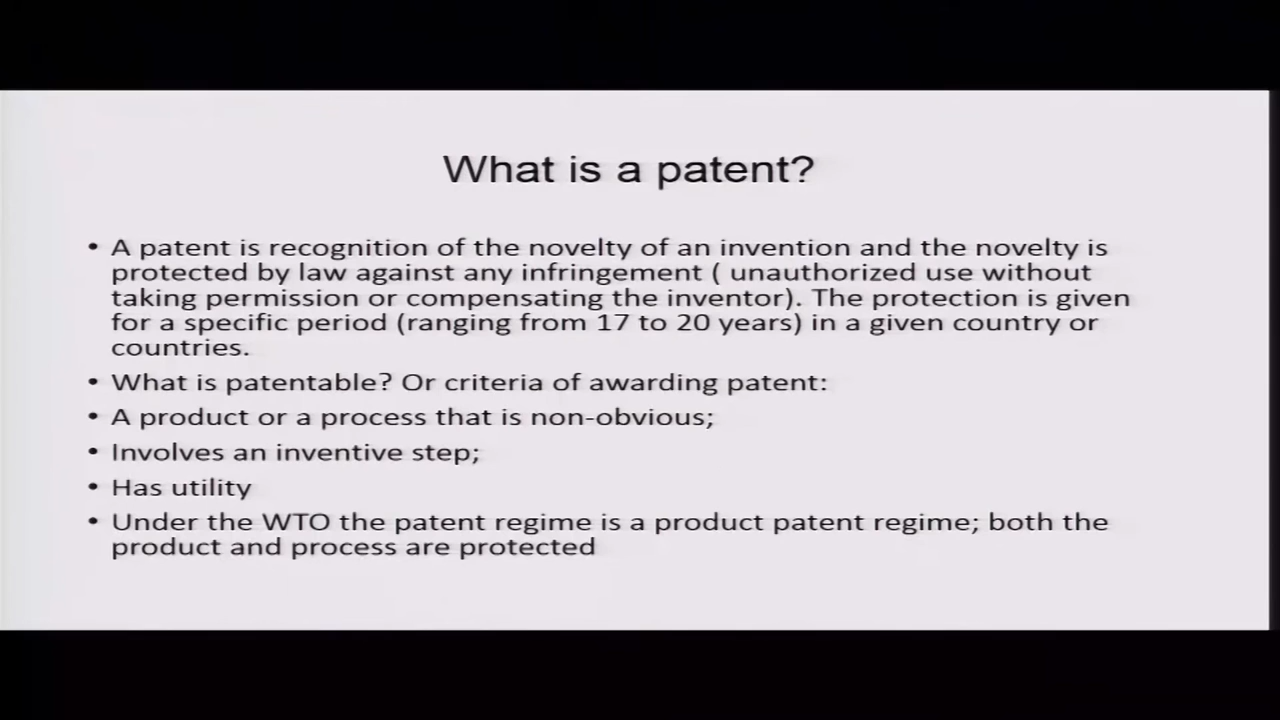 What is a patent?
• A patent is recognition of the novelty of an invention and the novelty is
protected by law against any infringement ( unauthorized use without
taking permission or compensating the inventor). The protection is given
for a specific period (ranging from 17 to 20 years) in a given country or
countries.
• What is patentable? Or criteria of awarding patent:
• A product or a process that is non-obvious;
• Involves an inventive step;
• Has utility
• Under the WTO the patent regime is a product patent regime; both the
product and process are protected